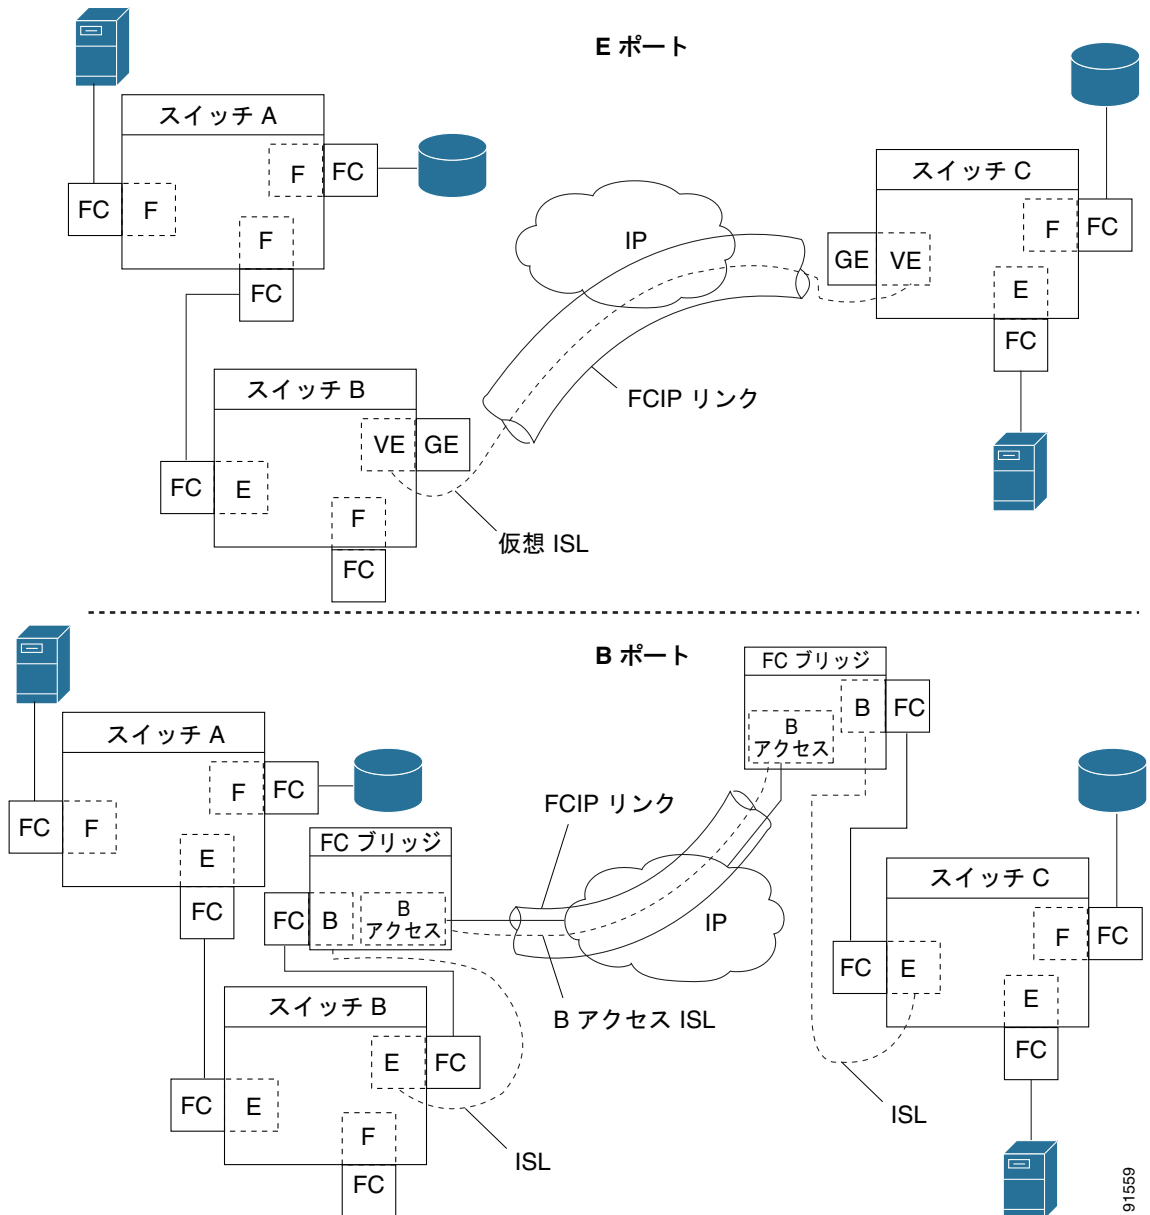 E ポート
スイッチ A
F
FC
FC
F
F
FC
スイッチ C
F
FC
GE
VE
E
FC
IP
FCIP リンク
スイッチ B
VE
GE
FC
E
F
FC
仮想 ISL
B ポート
FC ブリッジ
B
FC
B
アクセス
スイッチ A
F
FC
FC
F
E
FC
FCIP リンク
FC ブリッジ
FC
B
B
アクセス
IP
B アクセス ISL
スイッチ C
F
FC
FC
E
E
FC
ISL
スイッチ B
E
FC
FC
E
F
FC
ISL
91559